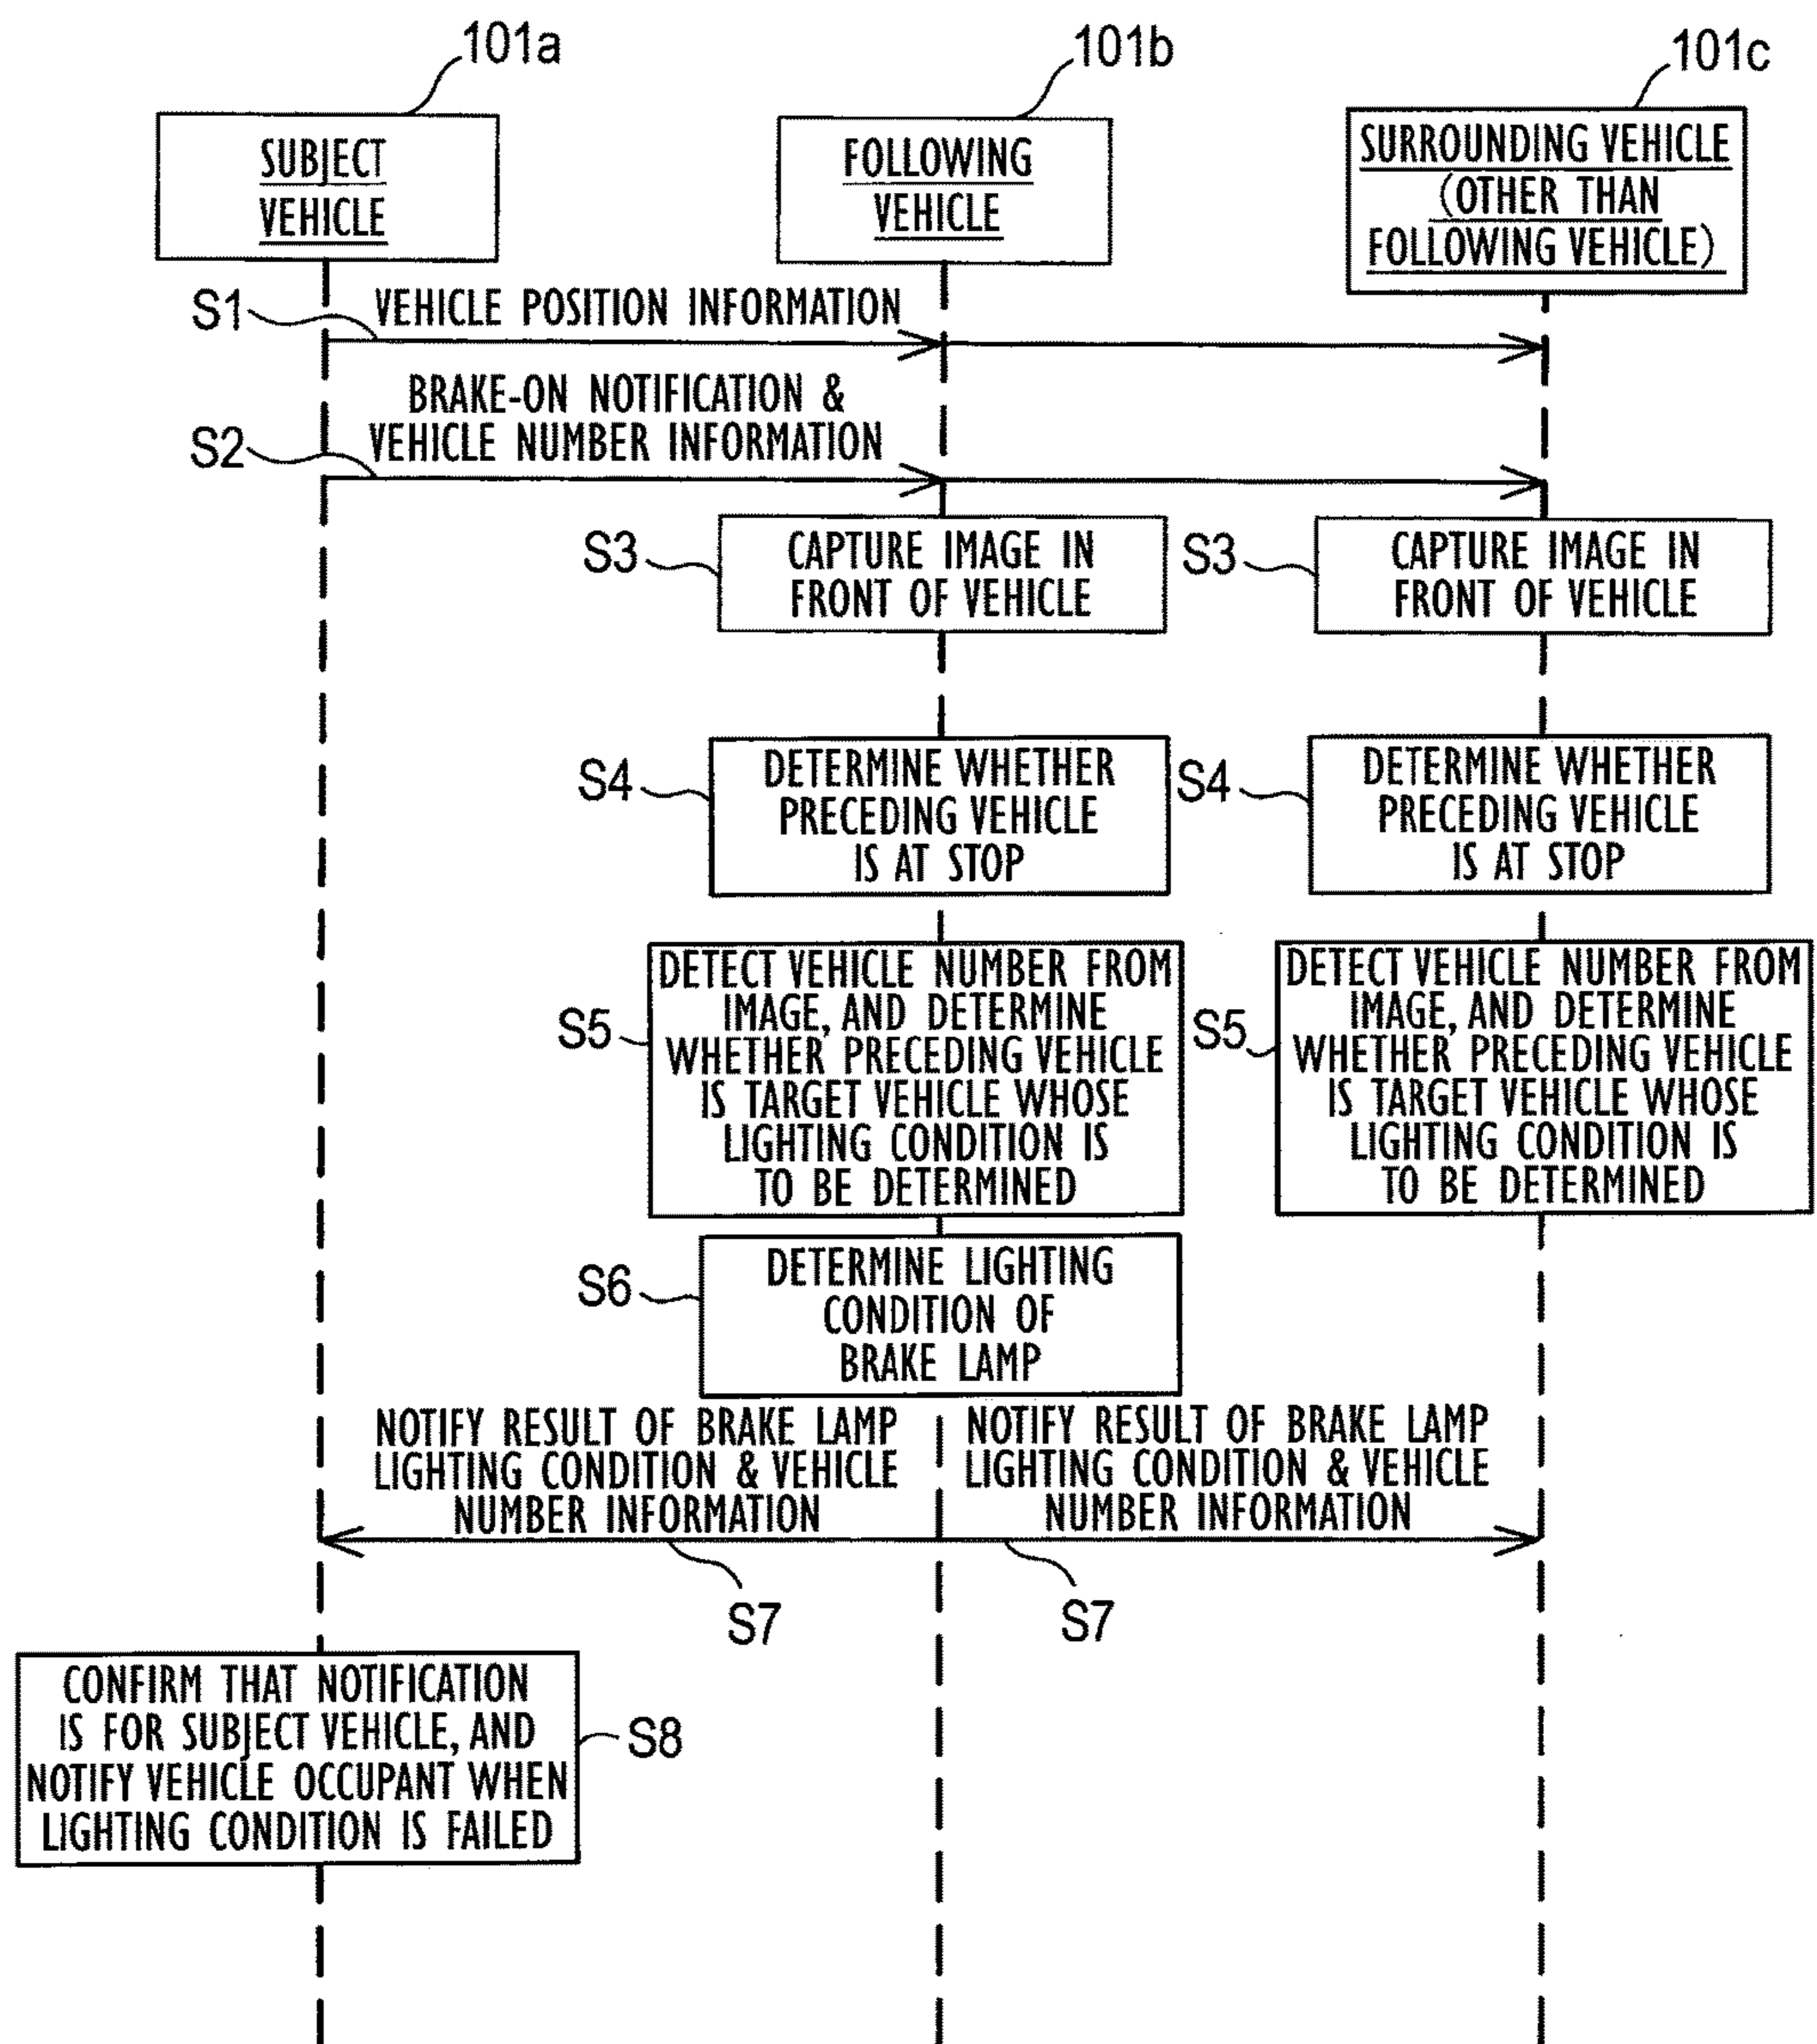 101a
101b
101c
SUBJECT
VEHICLE
FOLLOWING
VEHICLE
SURROUNDING VEHICLE
(OTHER THAN
FOLLOWING VEHICLE)
S1
VEHICLE POSITION INFORMATION
BRAKE-ON NOTIFICATION &
VEHICLE NUMBER INFORMATION
S2
S3
CAPTURE IMAGE IN
FRONT OF VEHICLE
S3
CAPTURE IMAGE IN
FRONT OF VEHICLE
S4
DETERMINE WHETHER
PRECEDING VEHICLE
IS AT STOP
S4
DETERMINE WHETHER
PRECEDING VEHICLE
IS AT STOP
S5
DETECT VEHICLE NUMBER FROM
IMAGE, AND DETERMINE
WHETHER PRECEDING VEHICLE
IS TARGET VEHICLE WHOSE
LIGHTING CONDITION IS
TO BE DETERMINED
S5
DETECT VEHICLE NUMBER FROM
IMAGE, AND DETERMINE
WHETHER PRECEDING VEHICLE
IS TARGET VEHICLE WHOSE
LIGHTING CONDITION IS
TO BE DETERMINED
S6
DETERMINE LIGHTING
CONDITION OF
BRAKE LAMP
NOTIFY RESULT OF BRAKE LAMP
LIGHTING CONDITION & VEHICLE
NUMBER INFORMATION
NOTIFY RESULT OF BRAKE LAMP
LIGHTING CONDITION & VEHICLE
NUMBER INFORMATION
S7
S7
CONFIRM THAT NOTIFICATION
IS FOR SUBJECT VEHICLE, AND
NOTIFY VEHICLE OCCUPANT WHEN
LIGHTING CONDITION IS FAILED
S8